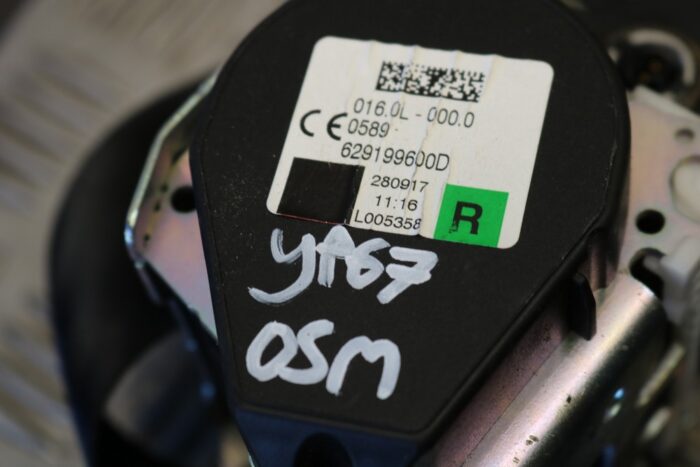 016.0L - 000.0
CE 0589
629199600D
280917
11:16
L005358
R
YA67
OSM